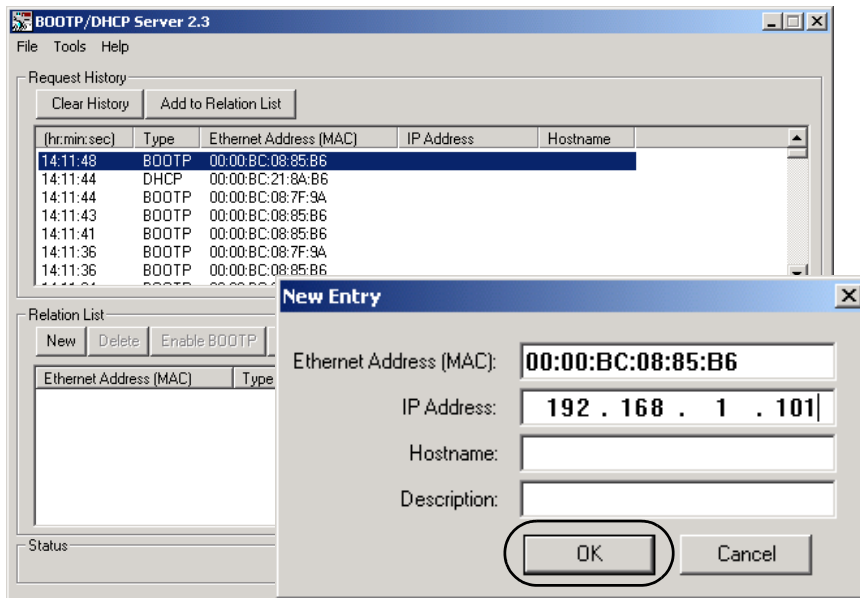 BOOTP/DHCP Server 2.3
File Tools Help
Request History
Clear History Add to Relation List
(hr:min:sec) Type Ethernet Address (MAC) IP Address Hostname
14:11:48 BOOTP 00:00:BC:08:85:B6
14:11:44 DHCP 00:00:BC:21:8A:B6
14:11:44 BOOTP 00:00:BC:08:7F:9A
14:11:43 BOOTP 00:00:BC:08:85:B6
14:11:41 BOOTP 00:00:BC:08:85:B6
14:11:36 BOOTP 00:00:BC:08:7F:9A
14:11:36 BOOTP 00:00:BC:08:85:B6
Relation List
New Delete Enable BOOTP
Ethernet Address (MAC) Type
Status
New Entry
Ethernet Address (MAC): 00:00:BC:08:85:B6
IP Address: 192 . 168 . 1 . 101
Hostname:
Description:
OK Cancel